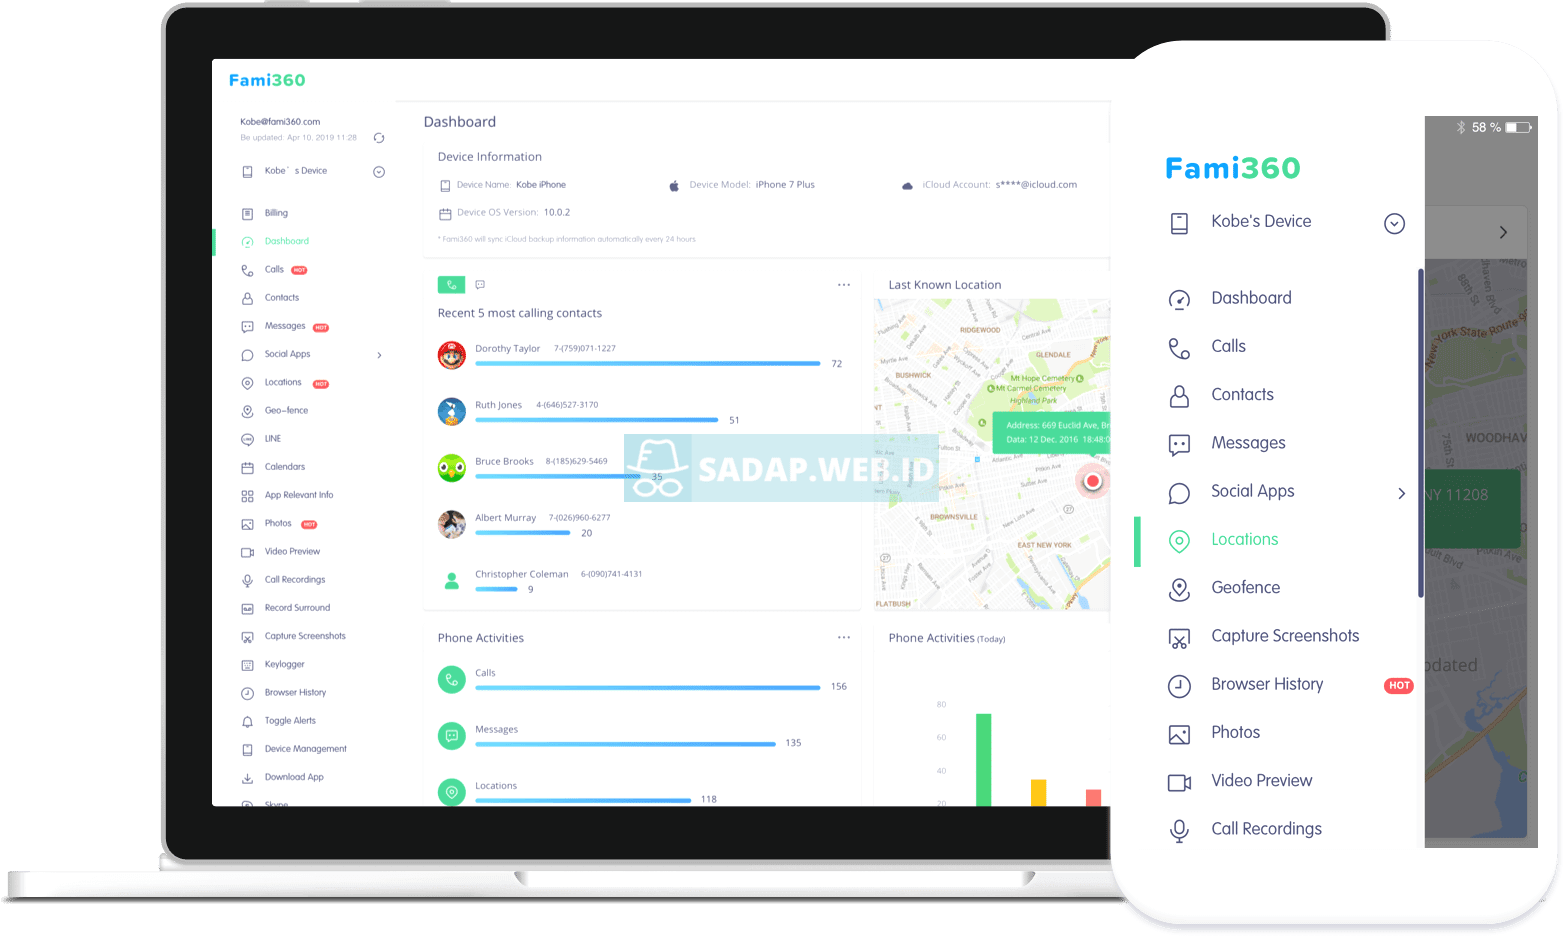 Fami360
Kobe@fami360.com
Be updated: Apr 10, 2019 11:28
Kobe` s Device
Billing
Dashboard
Calls HOT
Contacts
Messages HOT
Social Apps
Locations HOT
Geo-fence
LINE
Calendars
App Relevant Info
Photos HOT
Video Preview
Call Recordings
Record Surround
Capture Screenshots
Keylogger
Browser History
Toggle Alerts
Device Management
Download App
Skype
Dashboard
Device Information
Device Name: Kobe iPhone
Device Model: iPhone 7 Plus
iCloud Account: s****@icloud.com
Device OS Version: 10.0.2
* Fami360 will sync iCloud backup information automatically every 24 hours
Recent 5 most calling contacts
Dorothy Taylor 7-(759)071-1227
72
Ruth Jones 4-(646)527-3170
51
Bruce Brooks 8-(185)629-5469
35
Albert Murray 7-(026)960-6277
20
Christopher Coleman 6-(090)741-4131
9
SADAP.WEB.ID
Last Known Location
RIDGEWOOD
GLENDALE
BUSHWICK
Mt Hope Cemetery
Mt Carmel Cemetery
Highland Park
Address: 669 Euclid Ave, Br
Data: 12 Dec. 2016 18:48:0
BROWNSVILLE
EAST NEW YORK
FLATBUSH
Phone Activities
Calls
156
Messages
135
Locations
118
Phone Activities (Today)
80
60
40
20
58 %
Fami360
Kobe's Device
Dashboard
Calls
Contacts
Messages
Social Apps
Locations
Geofence
Capture Screenshots
Browser History HOT
Photos
Video Preview
Call Recordings
New York State Route
WOODHAV
NY 11208
pdated